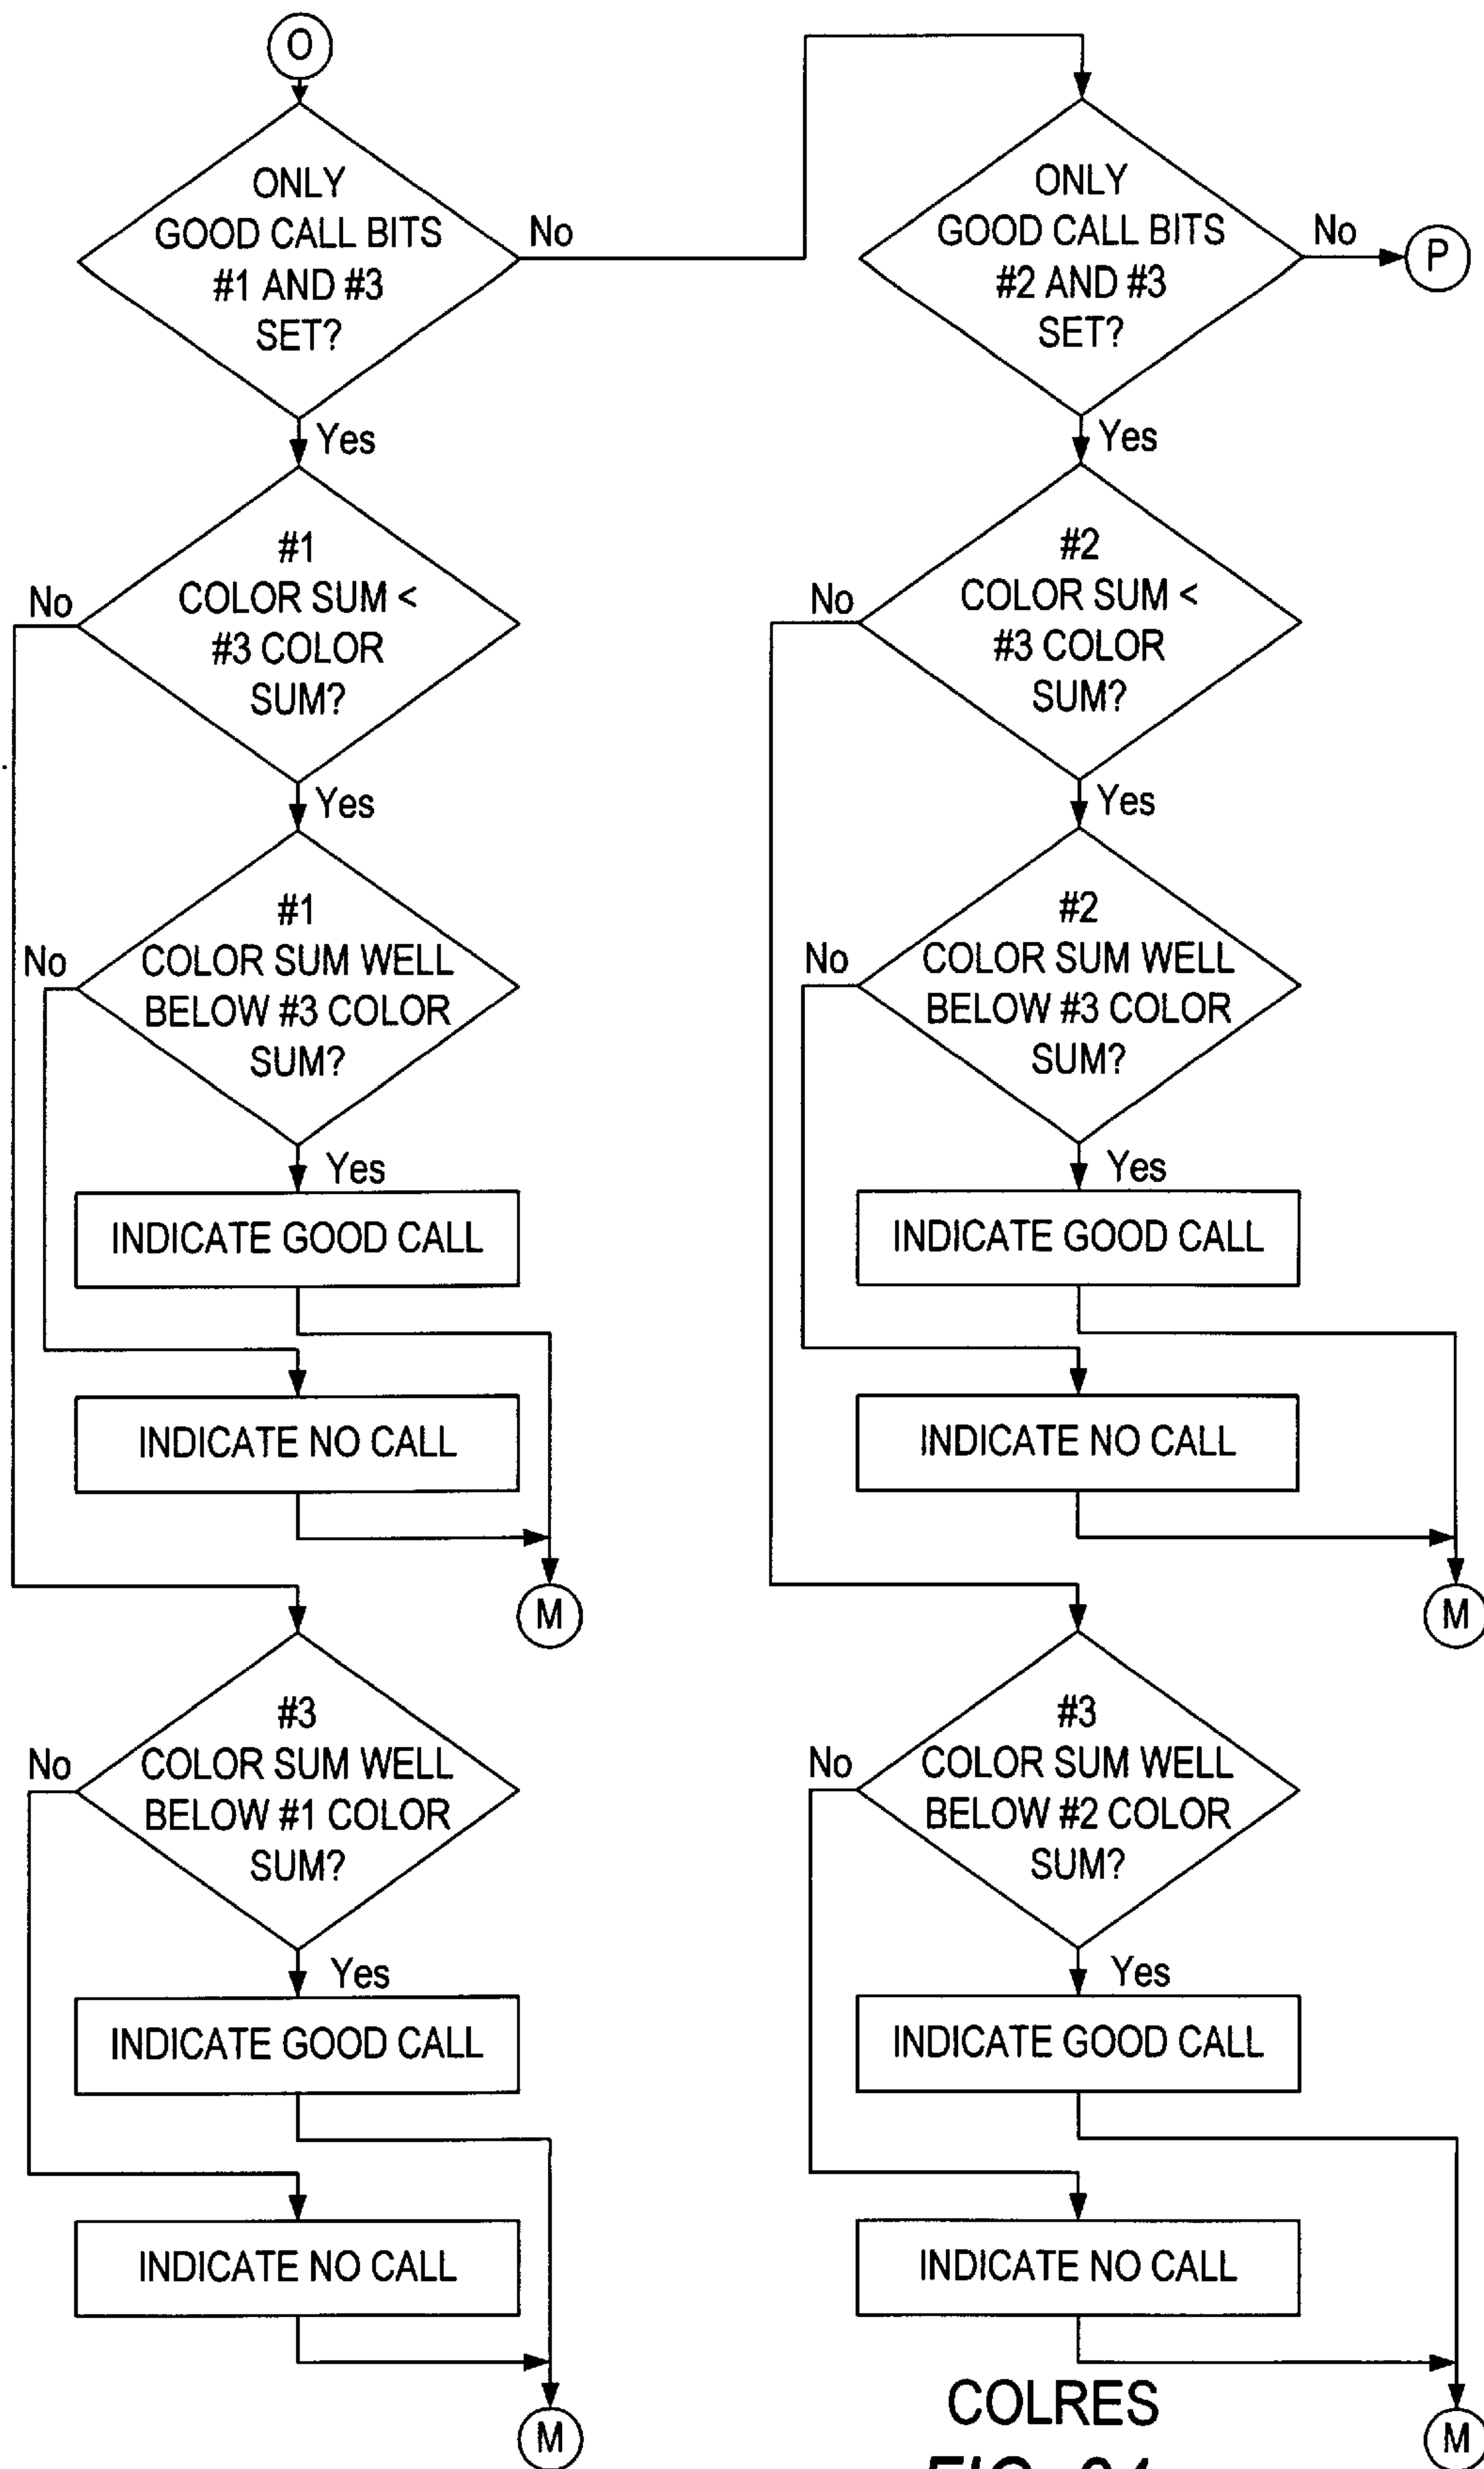 O
ONLY
GOOD CALL BITS
#1 AND #3
SET?
No
Yes
#1
COLOR SUM <
#3 COLOR
SUM?
No
Yes
#1
COLOR SUM WELL
BELOW #3 COLOR
SUM?
No
Yes
INDICATE GOOD CALL
INDICATE NO CALL
M
#3
COLOR SUM WELL
BELOW #1 COLOR
SUM?
No
Yes
INDICATE GOOD CALL
INDICATE NO CALL
M
ONLY
GOOD CALL BITS
#2 AND #3
SET?
No
P
Yes
#2
COLOR SUM <
#3 COLOR
SUM?
No
Yes
#2
COLOR SUM WELL
BELOW #3 COLOR
SUM?
No
Yes
INDICATE GOOD CALL
INDICATE NO CALL
M
#3
COLOR SUM WELL
BELOW #2 COLOR
SUM?
No
Yes
INDICATE GOOD CALL
INDICATE NO CALL
M
COLRES